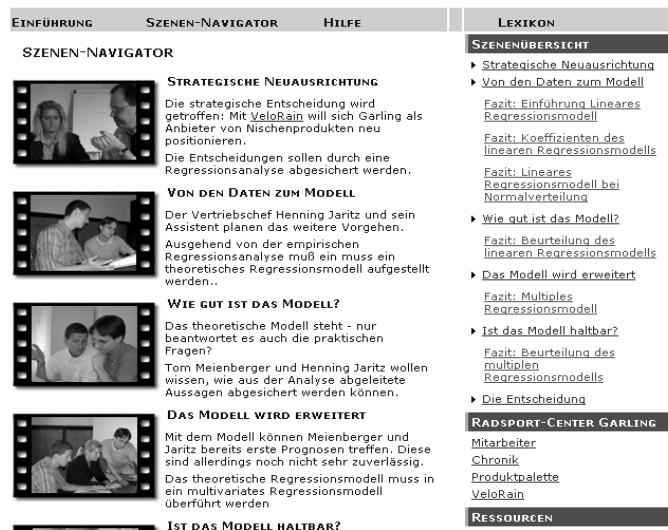 EINFÜHRUNG SZENEN-NAVIGATOR HILFE LEXIKON
SZENEN-NAVIGATOR
STRATEGISCHE NEUAUSRICHTUNG
Die strategische Entscheidung wird
getroffen: Mit VeloRain will sich Garling als
Anbieter von Nischenprodukten neu
positionieren.
Die Entscheidungen sollen durch eine
Regressionsanalyse abgesichert werden.
VON DEN DATEN ZUM MODELL
Der Vertriebschef Henning Jaritz und sein
Assistent planen das weitere Vorgehen.
Ausgehend von der empirischen
Regressionsanalyse muß ein muss ein
theoretisches Regressionsmodell aufgestellt
werden..
WIE GUT IST DAS MODELL?
Das theoretische Modell steht - nur
beantwortet es auch die praktischen
Fragen?
Tom Meienberger und Henning Jaritz wollen
wissen, wie aus der Analyse abgeleitete
Aussagen abgesichert werden können.
DAS MODELL WIRD ERWEITERT
Mit dem Modell können Meienberger und
Jaritz bereits erste Prognosen treffen. Diese
sind allerdings noch nicht sehr zuverlässig.
Das theoretische Regressionsmodell muss in
ein multivariates Regressionsmodell
überführt werden
IST DAS MODELL HALTBAR?
SZENENÜBERSICHT
Strategische Neuausrichtung
Von den Daten zum Modell
Fazit: Einführung Lineares
Regressionsmodell
Fazit: Koeffizienten des
linearen Regressionsmodells
Fazit: Lineares
Regressionsmodell bei
Normalverteilung
Wie gut ist das Modell?
Fazit: Beurteilung des
linearen Regressionsmodells
Das Modell wird erweitert
Fazit: Multiples
Regressionsmodell
Ist das Modell haltbar?
Fazit: Beurteilung des
multiplen
Regressionsmodells
Die Entscheidung
RADSPORT-CENTER GARLING
Mitarbeiter
Chronik
Produktpalette
VeloRain
RESSOURCEN